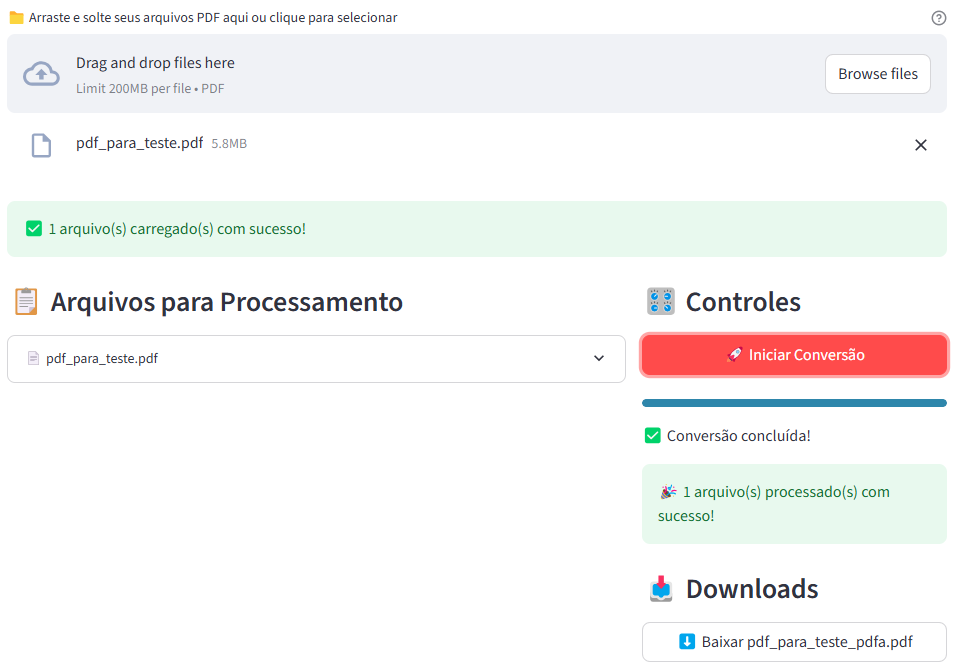 Arraste e solte seus arquivos PDF aqui ou clique para selecionar
Drag and drop files here
Limit 200MB per file • PDF
Browse files
pdf_para_teste.pdf 5.8MB
1 arquivo(s) carregado(s) com sucesso!
Arquivos para Processamento
pdf_para_teste.pdf
Controles
Iniciar Conversão
Conversão concluída!
1 arquivo(s) processado(s) com
sucesso!
Downloads
Baixar pdf_para_teste_pdfa.pdf